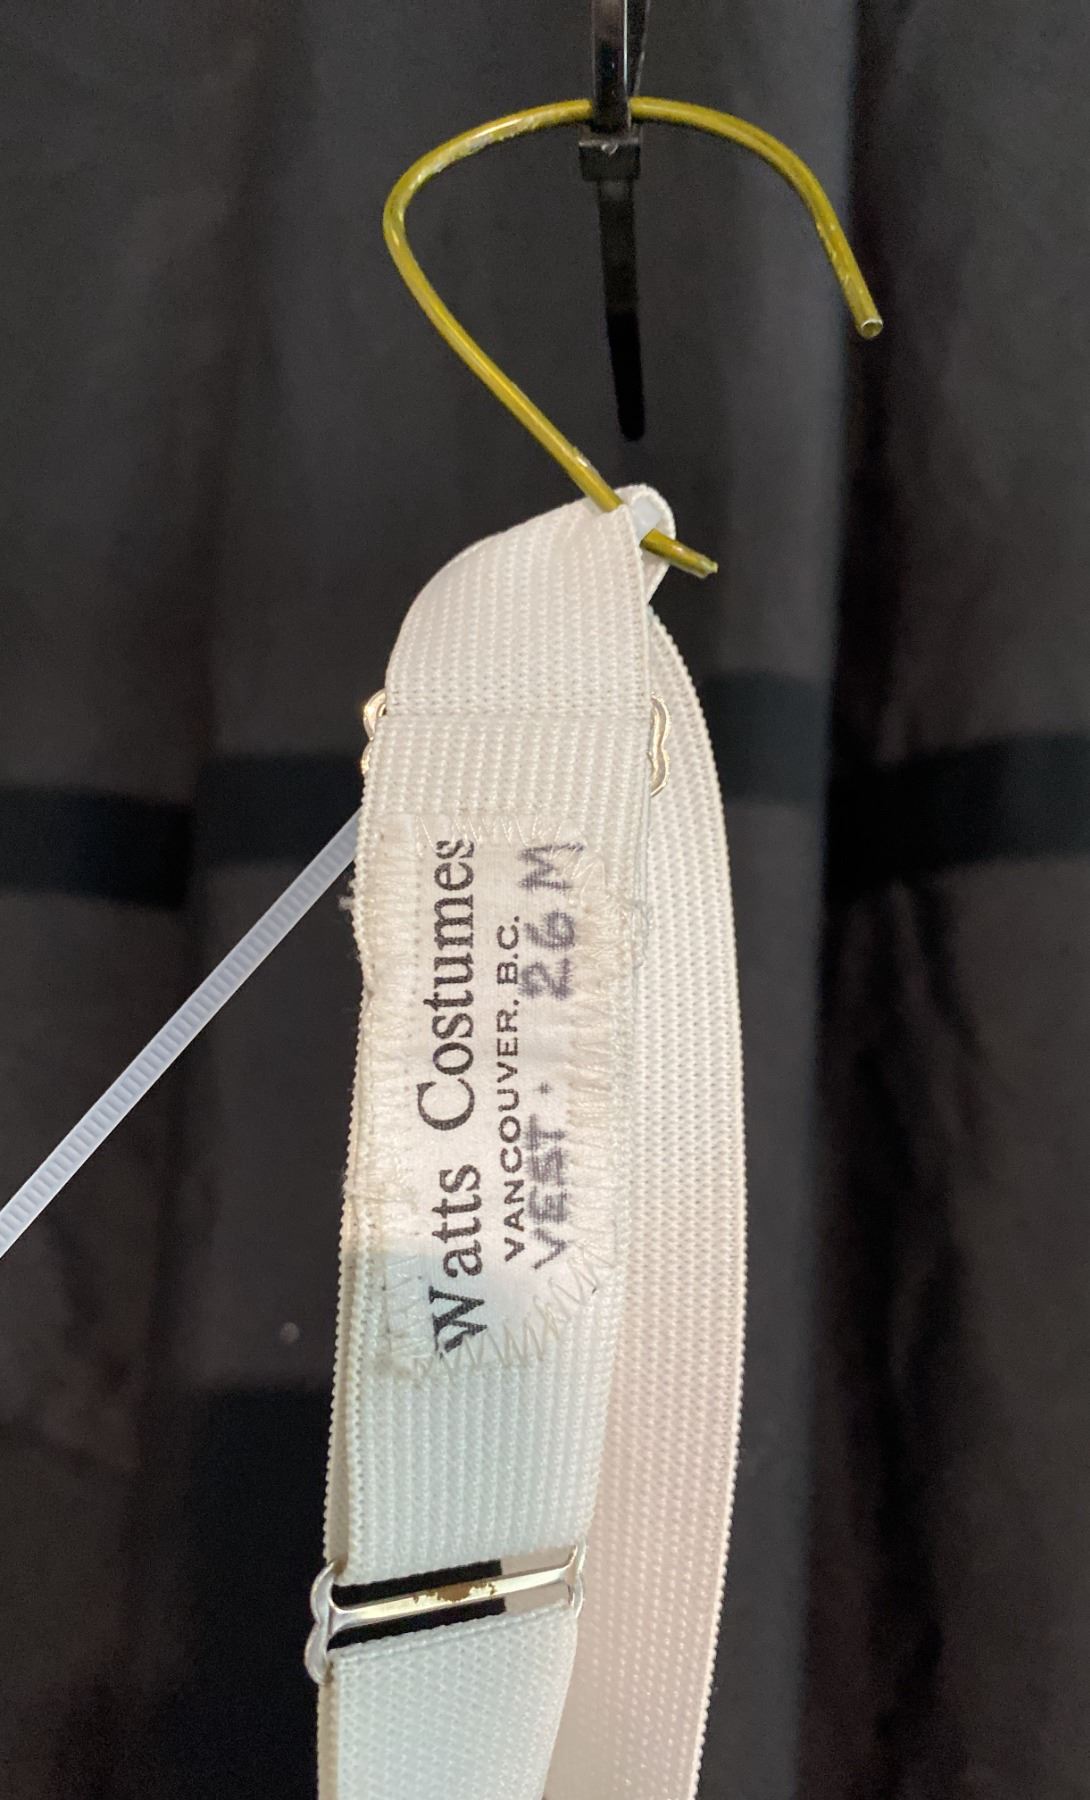 Watts Costumes
VANCOUVER, B.C.
VEST. 26 M